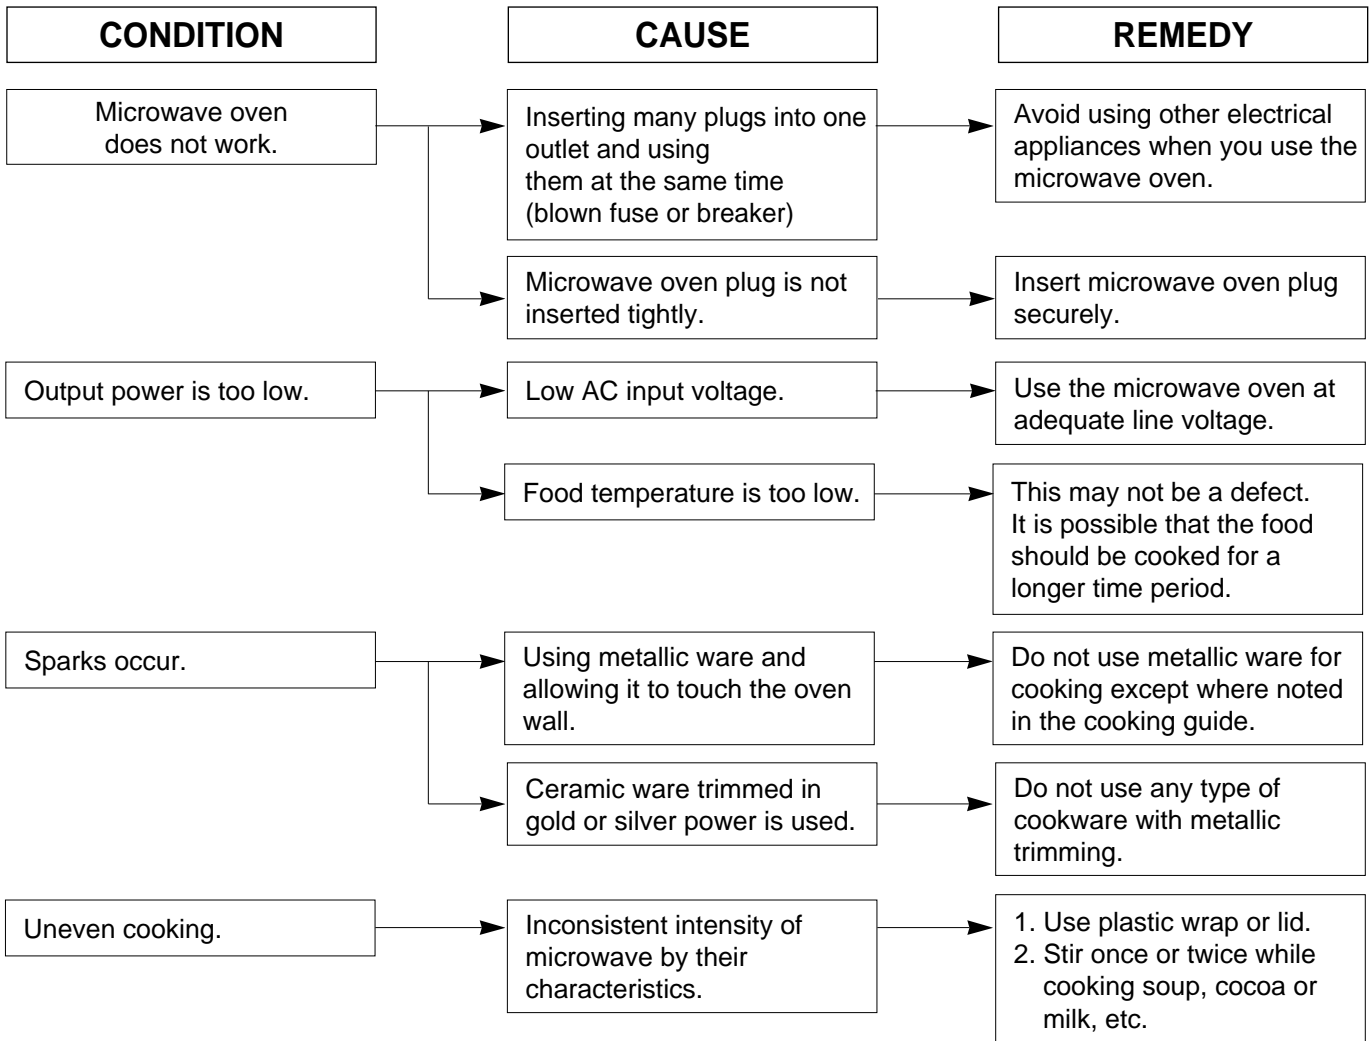 CONDITION
CAUSE
REMEDY
Microwave oven
does not work.
Inserting many plugs into one
outlet and using
them at the same time
(blown fuse or breaker)
Avoid using other electrical
appliances when you use the
microwave oven.
Microwave oven plug is not
inserted tightly.
Insert microwave oven plug
securely.
Output power is too low.
Low AC input voltage.
Use the microwave oven at
adequate line voltage.
Food temperature is too low.
This may not be a defect.
It is possible that the food
should be cooked for a
longer time period.
Sparks occur.
Using metallic ware and
allowing it to touch the oven
wall.
Do not use metallic ware for
cooking except where noted
in the cooking guide.
Ceramic ware trimmed in
gold or silver power is used.
Do not use any type of
cookware with metallic
trimming.
Uneven cooking.
Inconsistent intensity of
microwave by their
characteristics.
1. Use plastic wrap or lid.
2. Stir once or twice while
cooking soup, cocoa or
milk, etc.